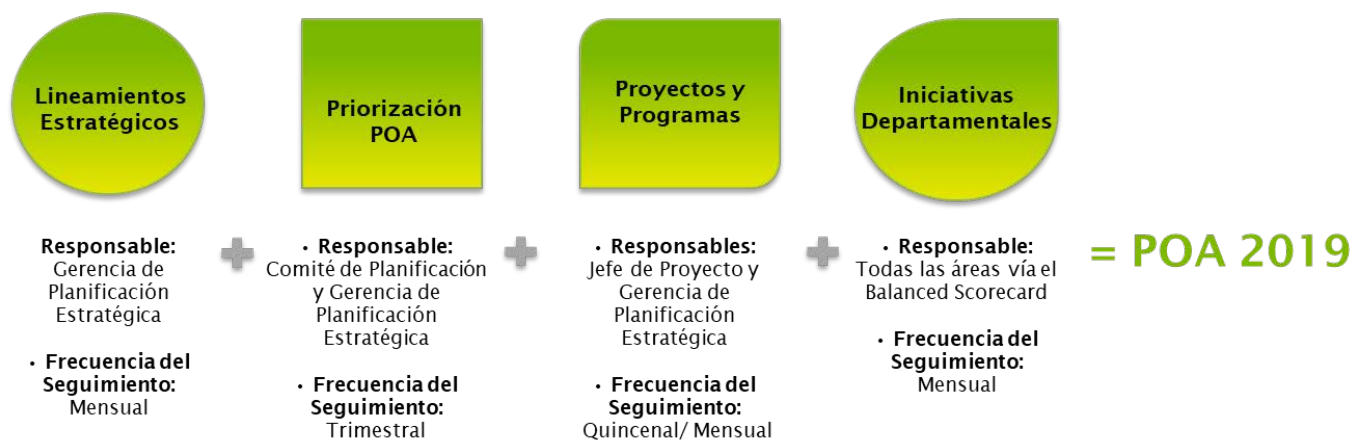 Lineamientos
Estratégicos
Responsable:
Gerencia de
Planificación
Estratégica
• Frecuencia del
Seguimiento:
Mensual
Priorización
POA
• Responsable:
Comité de Planificación
y Gerencia de
Planificación
Estratégica
• Frecuencia del
Seguimiento:
Trimestral
Proyectos y
Programas
• Responsables:
Jefe de Proyecto y
Gerencia de
Planificación
Estratégica
• Frecuencia del
Seguimiento:
Quincenal/ Mensual
Iniciativas
Departamentales
• Responsable:
Todas las áreas vía el
Balanced Scorecard
• Frecuencia del
Seguimiento:
Mensual
= POA 2019